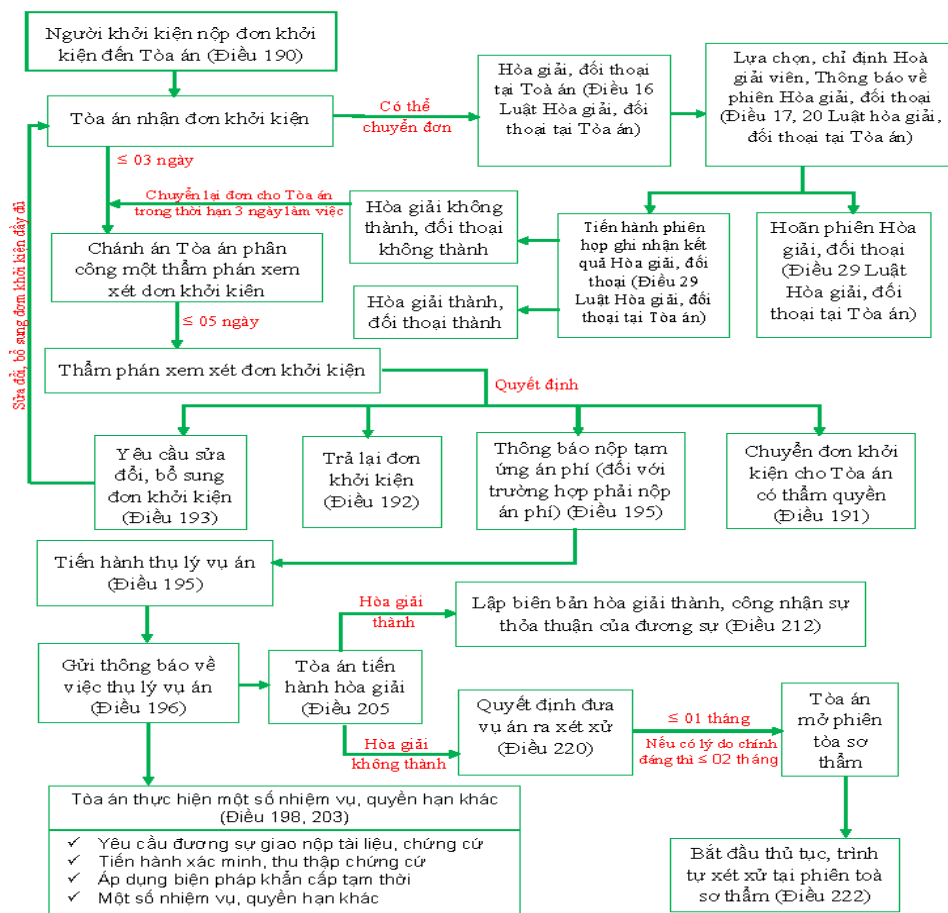 Người khởi kiện nộp đơn khởi
kiện đến Tòa án (Điều 190)
Tòa án nhận đơn khởi kiện
Có thể
chuyển đơn
Hòa giải, đối thoại
tại Toà án (Điều 16
Luật Hòa giải, đối
thoại tại Tòa án)
Lựa chọn, chỉ định Hoà
giải viên, Thông báo về
phiên Hòa giải, đối thoại
(Điều 17, 20 Luật hòa giải,
đối thoại tại Tòa án)
≤ 03 ngày
Chuyển lại đơn cho Tòa án
trong thời hạn 3 ngày làm việc
Hòa giải không
thành, đối thoại
không thành
Tiến hành phiên
họp ghi nhận kết
quả Hòa giải, đối
thoại (Điều 29
Luật Hòa giải, đối
thoại tại Tòa án)
Hoãn phiên Hòa
giải, đối thoại
(Điều 29 Luật
Hòa giải, đối
thoại tại Tòa án)
Chánh án Tòa án phân
công một thẩm phán xem
xét dơn khởi kiên
Hòa giải thành,
đối thoại thành
≤ 05 ngày
Thẩm phán xem xét đơn khởi kiện
Quyết định
Sửa đổi, bổ sung đơm khởi kiện đầy đủ
Yêu cầu sửa
đổi, bổ sung
đơn khởi kiện
(Điều 193)
Trả lại đơn
khởi kiện
(Điều 192)
Thông báo nộp tạm
ứng án phí (đối với
trường hợp phải nộp
án phí) (Điều 195)
Chuyển đơn khởi
kiện cho Tòa án
có thẩm quyền
(Điều 191)
Tiến hành thụ lý vụ án
(Điều 195)
Hòa giải
thành
Lập biên bản hòa giải thành, công nhận sự
thỏa thuận của đương sự (Điều 212)
Gửi thông báo về
việc thụ lý vụ án
(Điều 196)
Tòa án tiến
hành hòa giải
(Điều 205
Hòa giải
không thành
Quyết định đưa
vụ án ra xét xử
(Điều 220)
≤ 01 tháng
Nếu có lý do chính
đáng thì ≤ 02 tháng
Tòa án
mở phiên
tòa sơ
thẩm
Tòa án thực hiện một số nhiệm vụ, quyền hạn khác
(Điều 198, 203)
✓ Yêu cầu đương sự giao nộp tài liệu, chứng cứ
✓ Tiến hành xác minh, thu thập chứng cứ
✓ Áp dụng biện pháp khẩn cấp tạm thời
✓ Một số nhiệm vụ, quyền hạn khác
Bắt đầu thủ tục, trình
tự xét xử tại phiên toà
sơ thẩm (Điều 222)